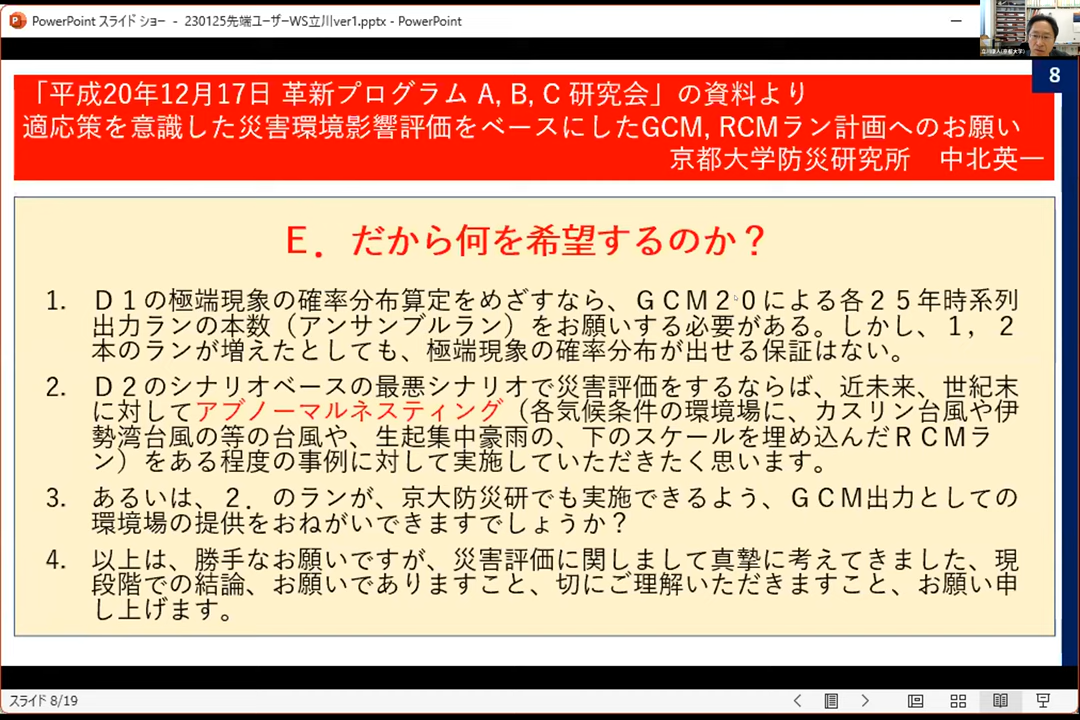 PowerPoint スライド ショー - 230125先端ユーザーWS立川ver1.pptx - PowerPoint
8
「平成20年12月17日 革新プログラム A, B, C 研究会」の資料より
適応策を意識した災害環境影響評価をベースにしたGCM, RCMラン計画へのお願い
京都大学防災研究所 中北英一
Ｅ．だから何を希望するのか？
1. Ｄ１の極端現象の確率分布算定をめざすなら、ＧＣＭ２０による各２５年時系列
出力ランの本数（アンサンブルラン）をお願いする必要がある。しかし、１，２
本のランが増えたとしても、極端現象の確率分布が出せる保証はない。
2. Ｄ２のシナリオベースの最悪シナリオで災害評価をするならば、近未来、世紀末
に対してアブノーマルネスティング（各気候条件の環境場に、カスリン台風や伊
勢湾台風の等の台風や、生起集中豪雨の、下のスケールを埋め込んだＲＣＭラ
ン）をある程度の事例に対して実施していただきたく思います。
3. あるいは、２．のランが、京大防災研でも実施できるよう、ＧＣＭ出力としての
環境場の提供をおねがいできますでしょうか？
4. 以上は、勝手なお願いですが、災害評価に関しまして真摯に考えてきました、現
段階での結論、お願いでありますこと、切にご理解いただきますこと、お願い申
し上げます。
スライド 8/19